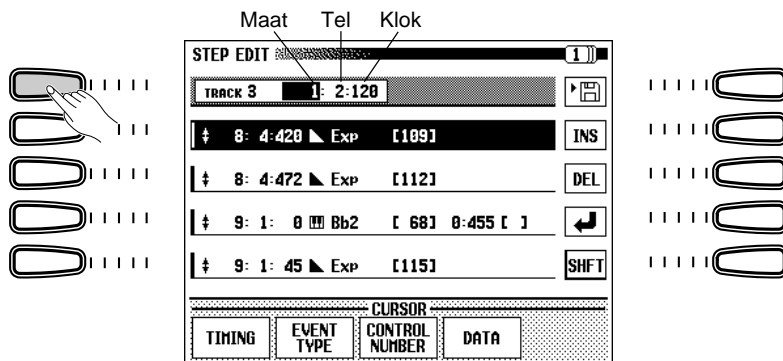 Maat Tel Klok
STEP EDIT 1
TRACK 3 1: 2:120
8: 4:420 Exp [109] INS
8: 4:472 Exp [112] DEL
9: 1: 0 Bb2 [ 68] 0:455 [ ]
9: 1: 45 Exp [115] SHFT
CURSOR
TIMING EVENT TYPE CONTROL NUMBER DATA